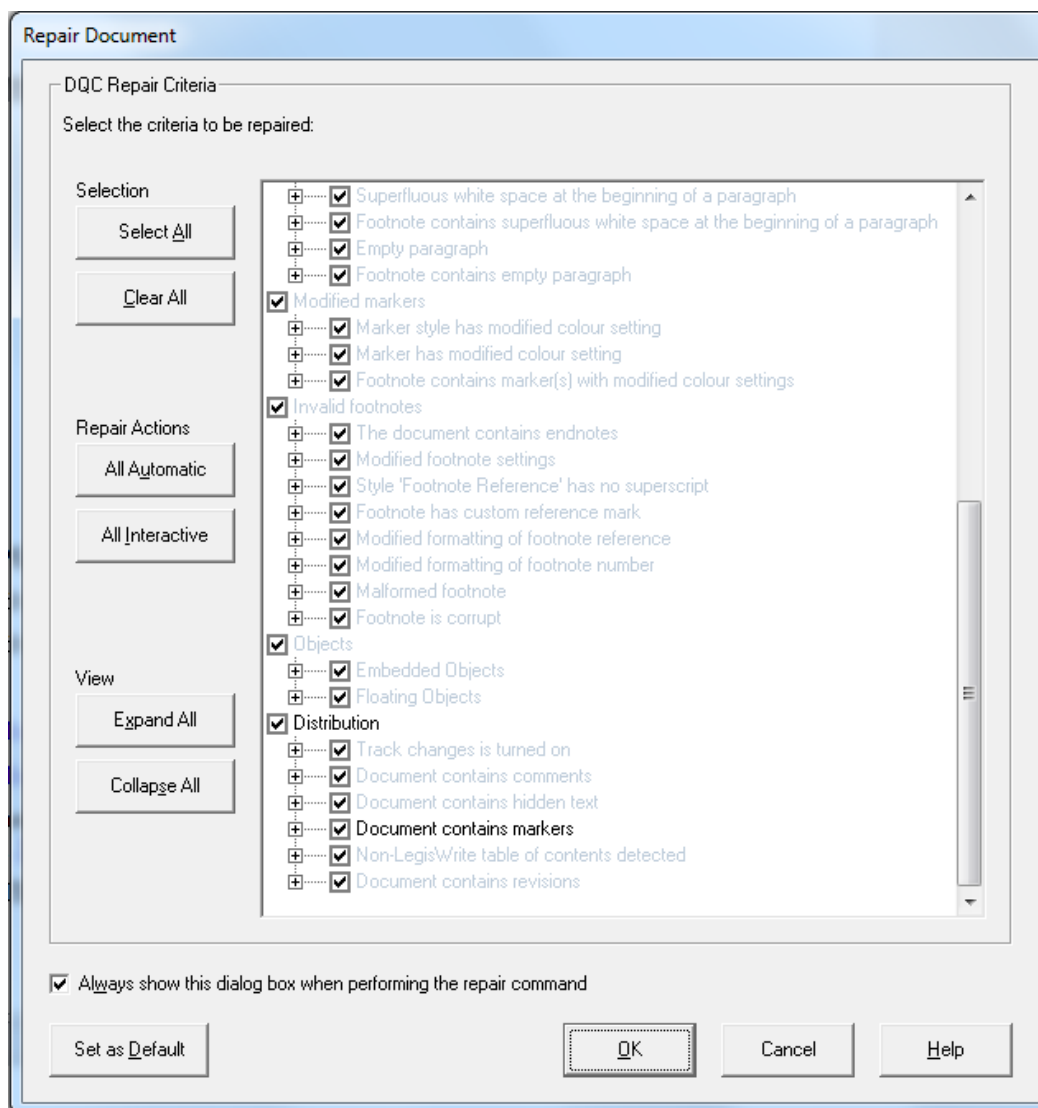 Repair Document
DQC Repair Criteria
Select the criteria to be repaired:
Selection
Select All
Clear All
Repair Actions
All Automatic
All Interactive
View
Expand All
Collapse All
Superfluous white space at the beginning of a paragraph
Footnote contains superfluous white space at the beginning of a paragraph
Empty paragraph
Footnote contains empty paragraph
Modified markers
Marker style has modified colour setting
Marker has modified colour setting
Footnote contains marker(s) with modified colour settings
Invalid footnotes
The document contains endnotes
Modified footnote settings
Style 'Footnote Reference' has no superscript
Footnote has custom reference mark
Modified formatting of footnote reference
Modified formatting of footnote number
Malformed footnote
Footnote is corrupt
Objects
Embedded Objects
Floating Objects
Distribution
Track changes is turned on
Document contains comments
Document contains hidden text
Document contains markers
Non-LegisWrite table of contents detected
Document contains revisions
Always show this dialog box when performing the repair command
Set as Default
OK
Cancel
Help